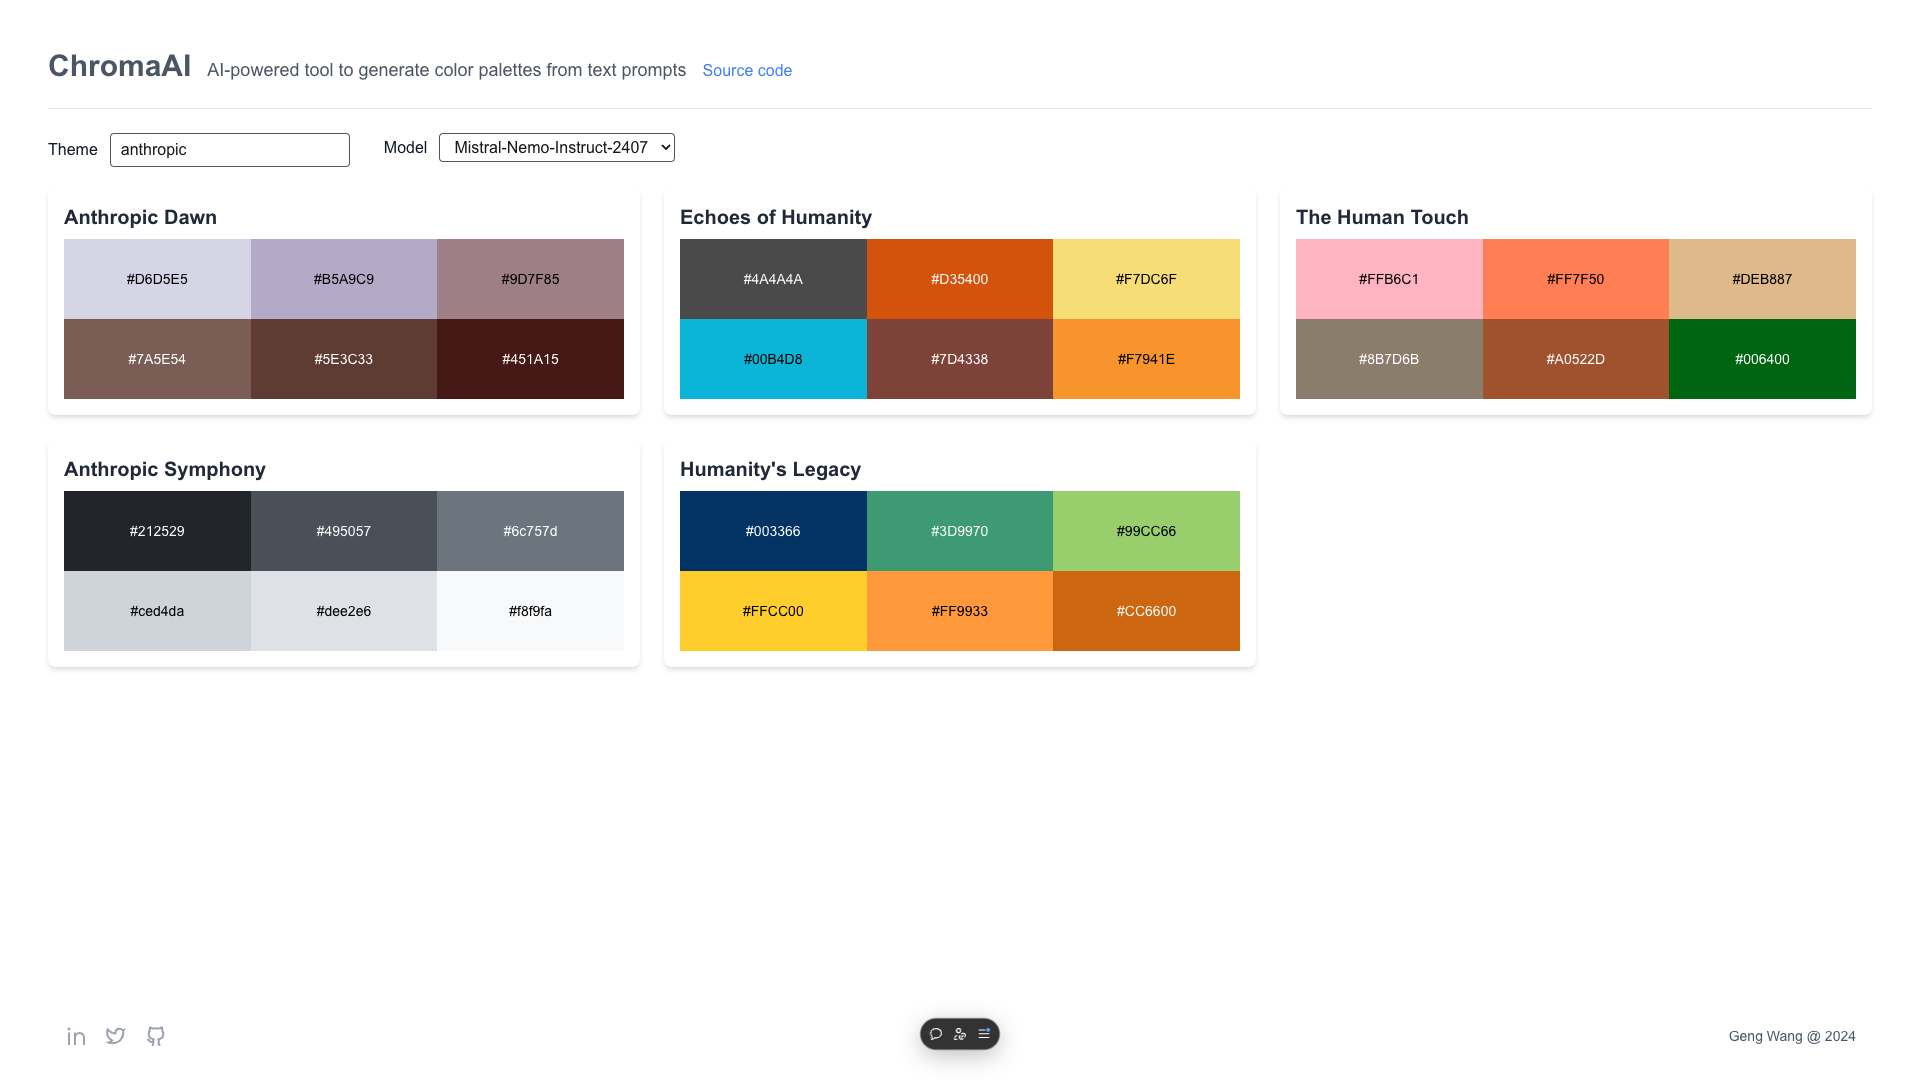 ChromaAI AI-powered tool to generate color palettes from text prompts Source code
Theme anthropic Model Mistral-Nemo-Instruct-2407
Anthropic Dawn
#D6D5E5 #B5A9C9 #9D7F85
#7A5E54 #5E3C33 #451A15
Echoes of Humanity
#4A4A4A #D35400 #F7DC6F
#00B4D8 #7D4338 #F7941E
The Human Touch
#FFB6C1 #FF7F50 #DEB887
#8B7D6B #A0522D #006400
Anthropic Symphony
#212529 #495057 #6c757d
#ced4da #dee2e6 #f8f9fa
Humanity's Legacy
#003366 #3D9970 #99CC66
#FFCC00 #FF9933 #CC6600
in
Geng Wang @ 2024